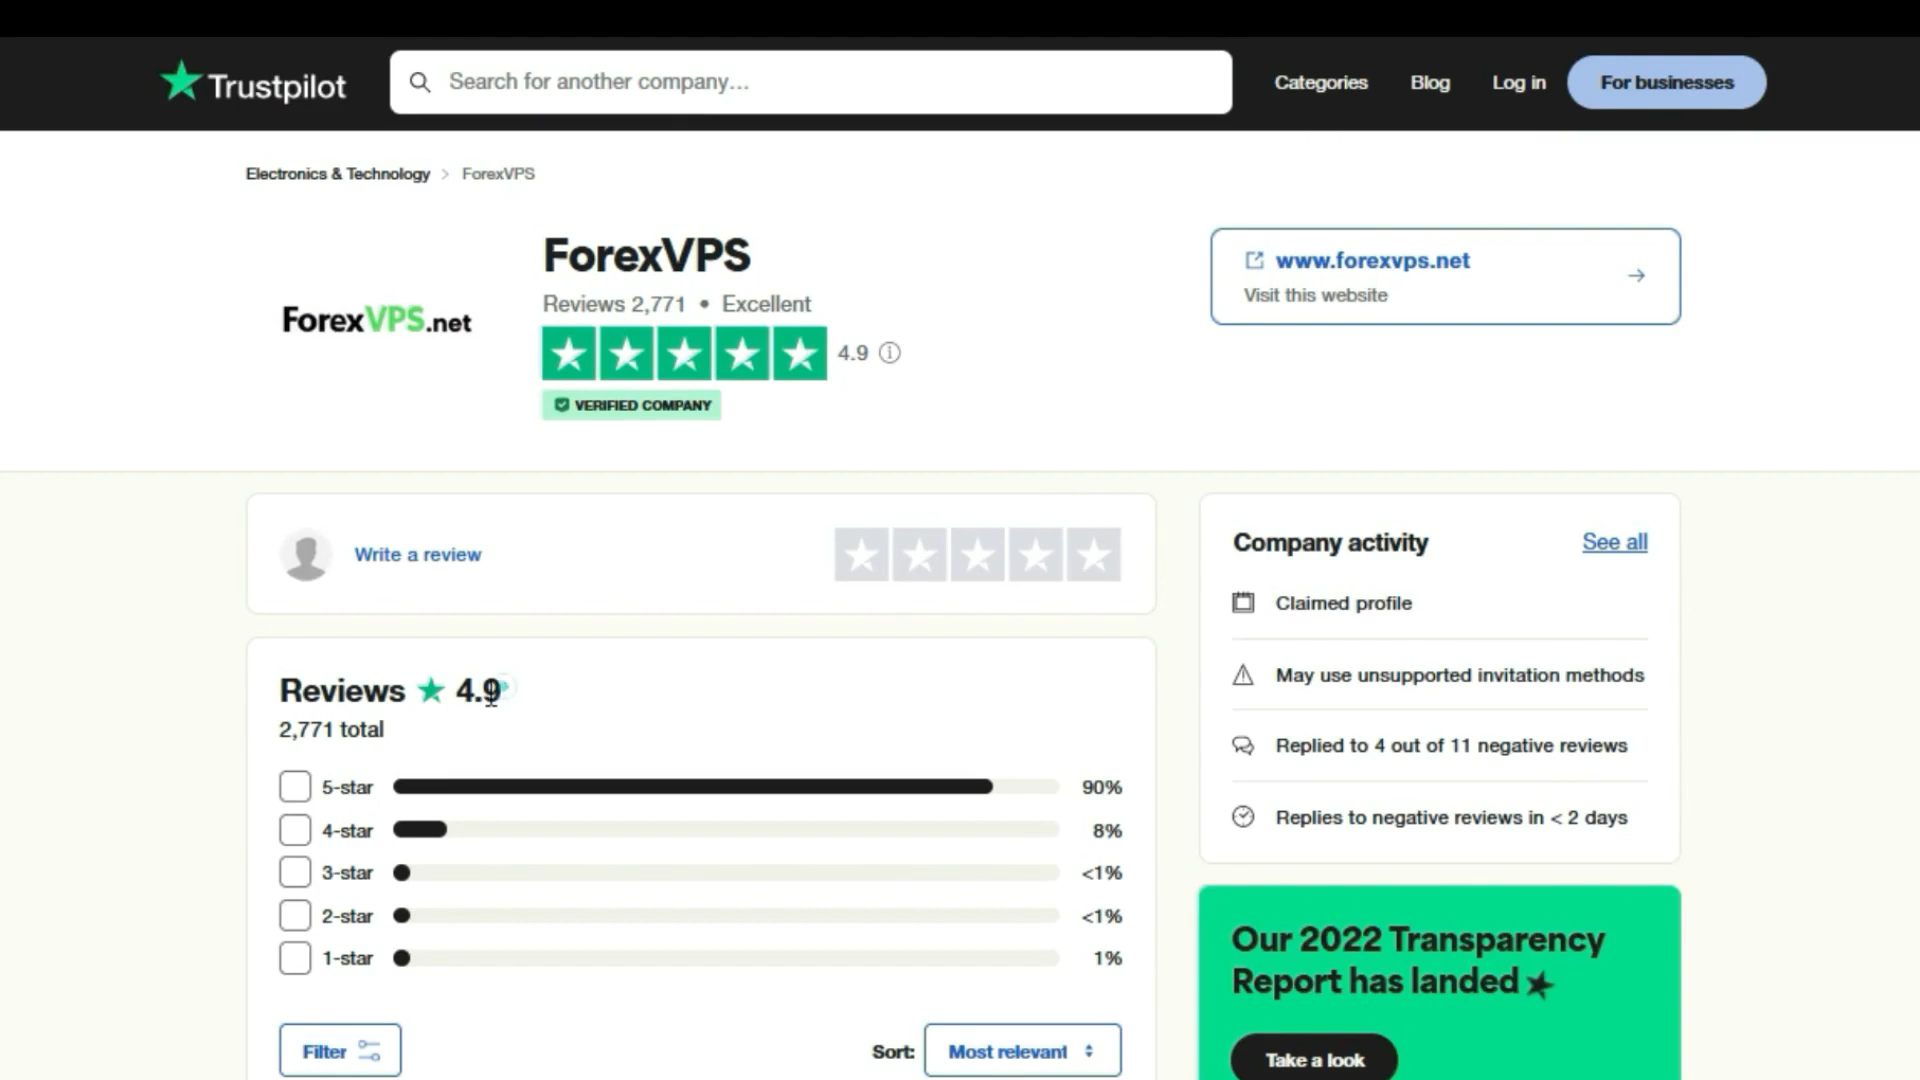 Trustpilot
Search for another company...
Categories
Blog
Log in
For businesses
Electronics & Technology > ForexVPS
ForexVPS.net
ForexVPS
Reviews 2,771 • Excellent
4.9
VERIFIED COMPANY
www.forexvps.net
Visit this website
Write a review
Reviews ★ 4.9
2,771 total
5-star 90%
4-star 8%
3-star <1%
2-star <1%
1-star 1%
Filter
Sort: Most relevant
Company activity
See all
Claimed profile
May use unsupported invitation methods
Replied to 4 out of 11 negative reviews
Replies to negative reviews in < 2 days
Our 2022 Transparency
Report has landed
Take a look